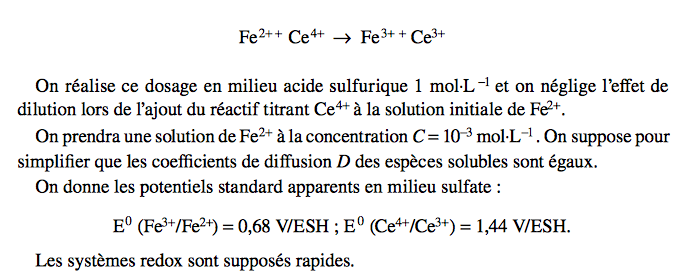 Fe²⁺⁺ Ce⁴⁺ → Fe³⁺ ⁺ Ce³⁺
On réalise ce dosage en milieu acide sulfurique 1 mol·L⁻¹ et on néglige l'effet de
dilution lors de l'ajout du réactif titrant Ce⁴⁺ à la solution initiale de Fe²⁺.
On prendra une solution de Fe²⁺ à la concentration C = 10⁻³ mol·L⁻¹. On suppose pour
simplifier que les coefficients de diffusion D des espèces solubles sont égaux.
On donne les potentiels standard apparents en milieu sulfate :
E⁰ (Fe³⁺/Fe²⁺) = 0,68 V/ESH ; E⁰ (Ce⁴⁺/Ce³⁺) = 1,44 V/ESH.
Les systèmes redox sont supposés rapides.